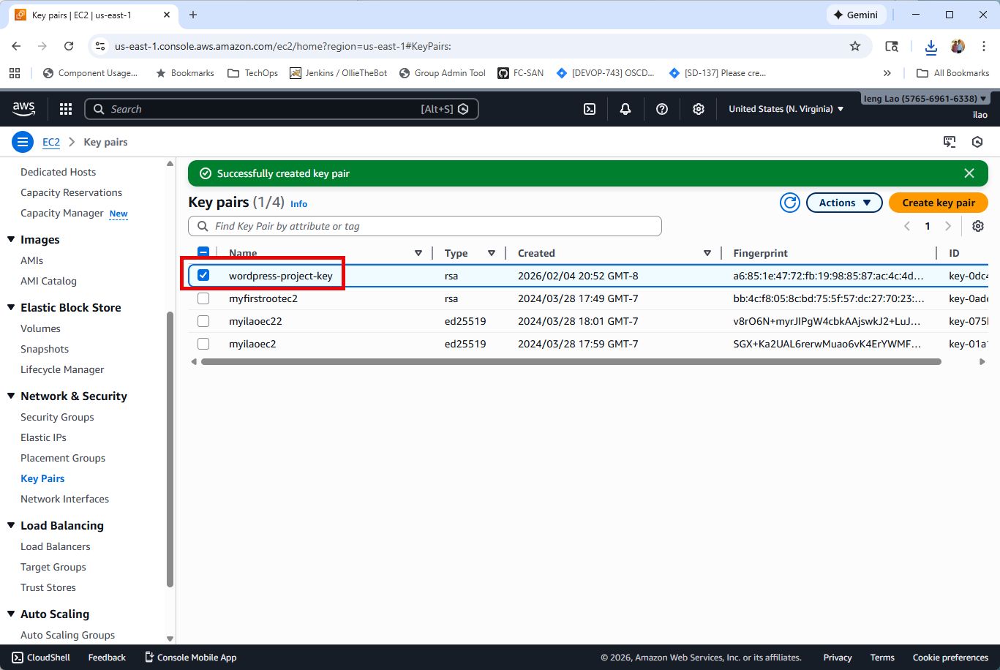 Key pairs | EC2 | us-east-1
Gemini
us-east-1.console.aws.amazon.com/ec2/home?region=us-east-1#KeyPairs:
Component Usage...
Bookmarks
TechOps
Jenkins / OllieTheBot
Group Admin Tool
FC-SAN
[DEVOP-743] OSCD...
[SD-137] Please cre...
All Bookmarks
aws
Search
[Alt+S]
United States (N. Virginia)
Ieng Lao (5765-6961-6338)
ilao
EC2
Key pairs
Dedicated Hosts
Capacity Reservations
Capacity Manager New
Images
AMIs
AMI Catalog
Elastic Block Store
Volumes
Snapshots
Lifecycle Manager
Network & Security
Security Groups
Elastic IPs
Placement Groups
Key Pairs
Network Interfaces
Load Balancing
Load Balancers
Target Groups
Trust Stores
Auto Scaling
Auto Scaling Groups
Successfully created key pair
Key pairs (1/4) Info
Actions
Create key pair
Find Key Pair by attribute or tag
1
Name Type Created Fingerprint ID
wordpress-project-key rsa 2026/02/04 20:52 GMT-8 a6:85:1e:47:72:fb:19:98:85:87:ac:4c:4d... key-0dc4
myfirstrootec2 rsa 2024/03/28 17:49 GMT-7 bb:4c:f8:05:8c:bd:75:5f:57:dc:27:70:23:... key-0adc
myilaoec22 ed25519 2024/03/28 18:01 GMT-7 v8rO6N+myrJIPgW4cbkAAjswkJ2+LuJ... key-075
myilaoec2 ed25519 2024/03/28 17:59 GMT-7 SGX+Ka2UAL6rerwMuao6vK4ErYWMF... key-01a
CloudShell
Feedback
Console Mobile App
© 2026, Amazon Web Services, Inc. or its affiliates.
Privacy
Terms
Cookie preferences